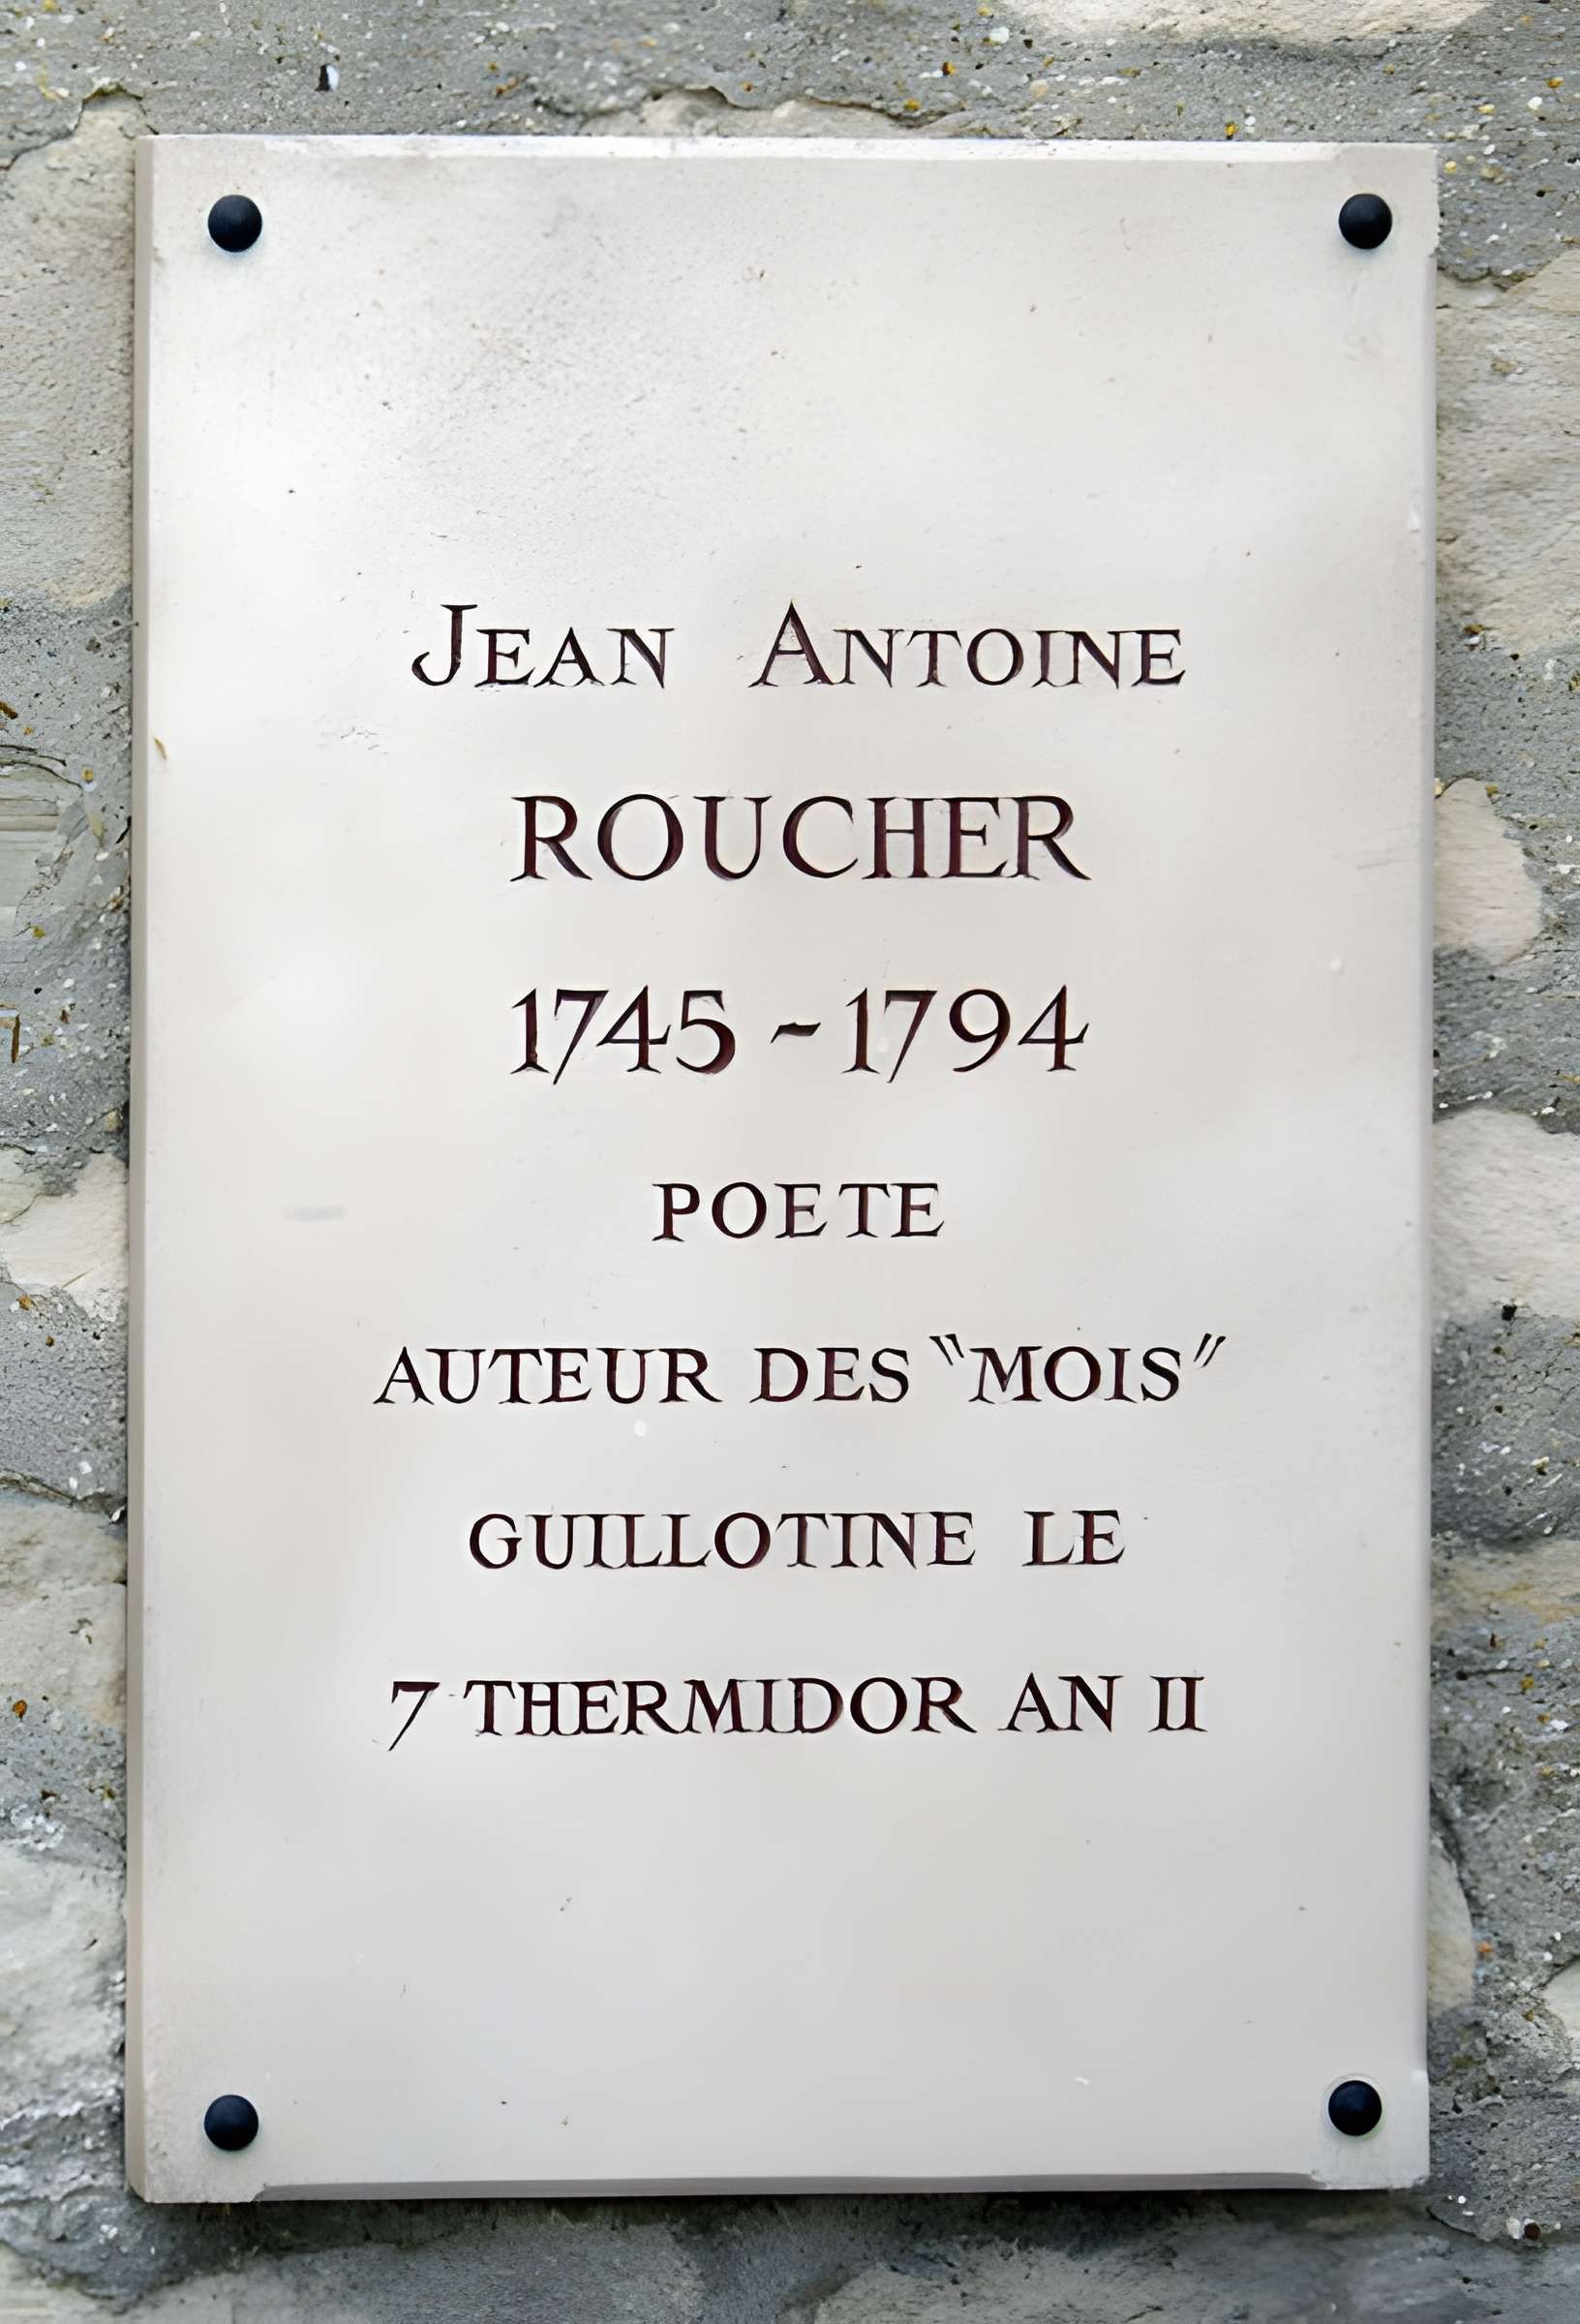 Jean Antoine
ROUCHER
1745 - 1794
POETE
AUTEUR DES "MOIS"
GUILLOTINE LE
7 THERMIDOR AN II